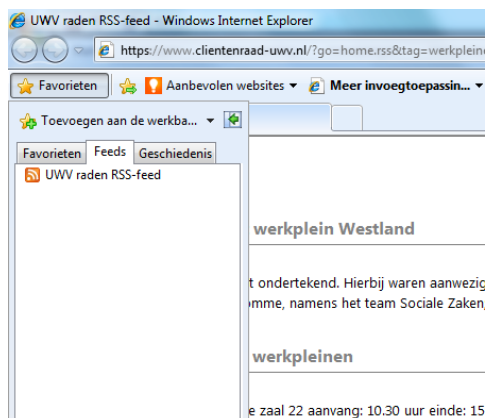 UWV raden RSS-feed - Windows Internet Explorer
https://www.clientenraad-uwv.nl/?go=home.rss&tag=werkplein
Favorieten Aanbevolen websites Meer invoegtoepassin...
Toevoegen aan de werkba...
Favorieten Feeds Geschiedenis
UWV raden RSS-feed
werkplein Westland
t ondertekend. Hierbij waren aanwezig
omme, namens het team Sociale Zaken,
werkpleinen
e zaal 22 aanvang: 10.30 uur einde: 15